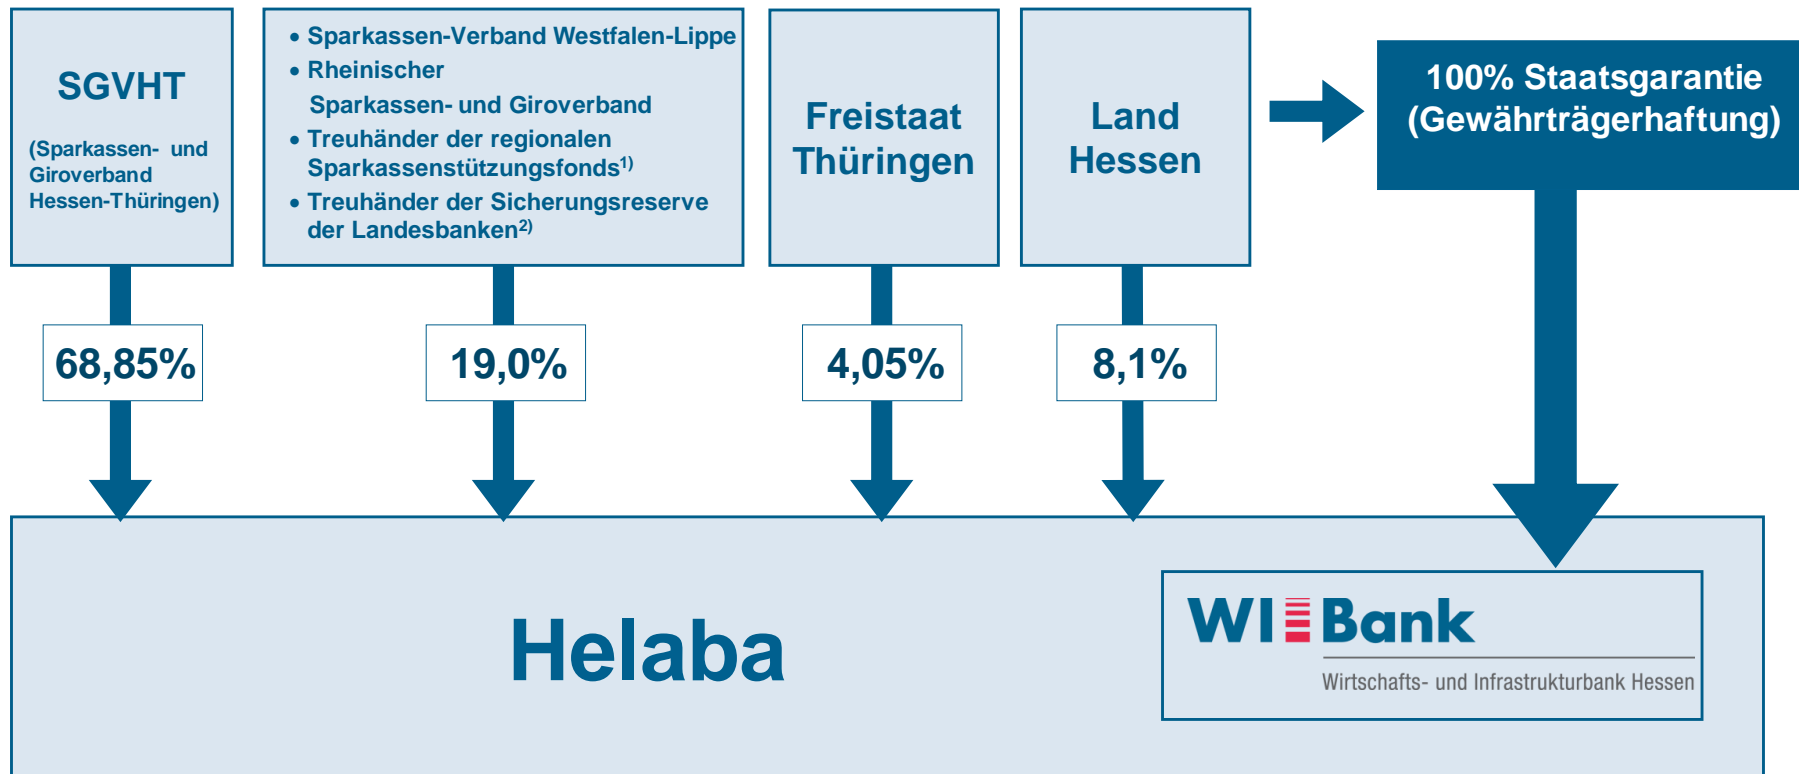 SGVHT
(Sparkassen- und
Giroverband
Hessen-Thüringen)
• Sparkassen-Verband Westfalen-Lippe
• Rheinischer
Sparkassen- und Giroverband
• Treuhänder der regionalen
Sparkassenstützungsfonds1)
• Treuhänder der Sicherungsreserve
der Landesbanken2)
Freistaat
Thüringen
Land
Hessen
100% Staatsgarantie
(Gewährträgerhaftung)
68,85%
19,0%
4,05%
8,1%
Helaba
WIBank
Wirtschafts- und Infrastrukturbank Hessen